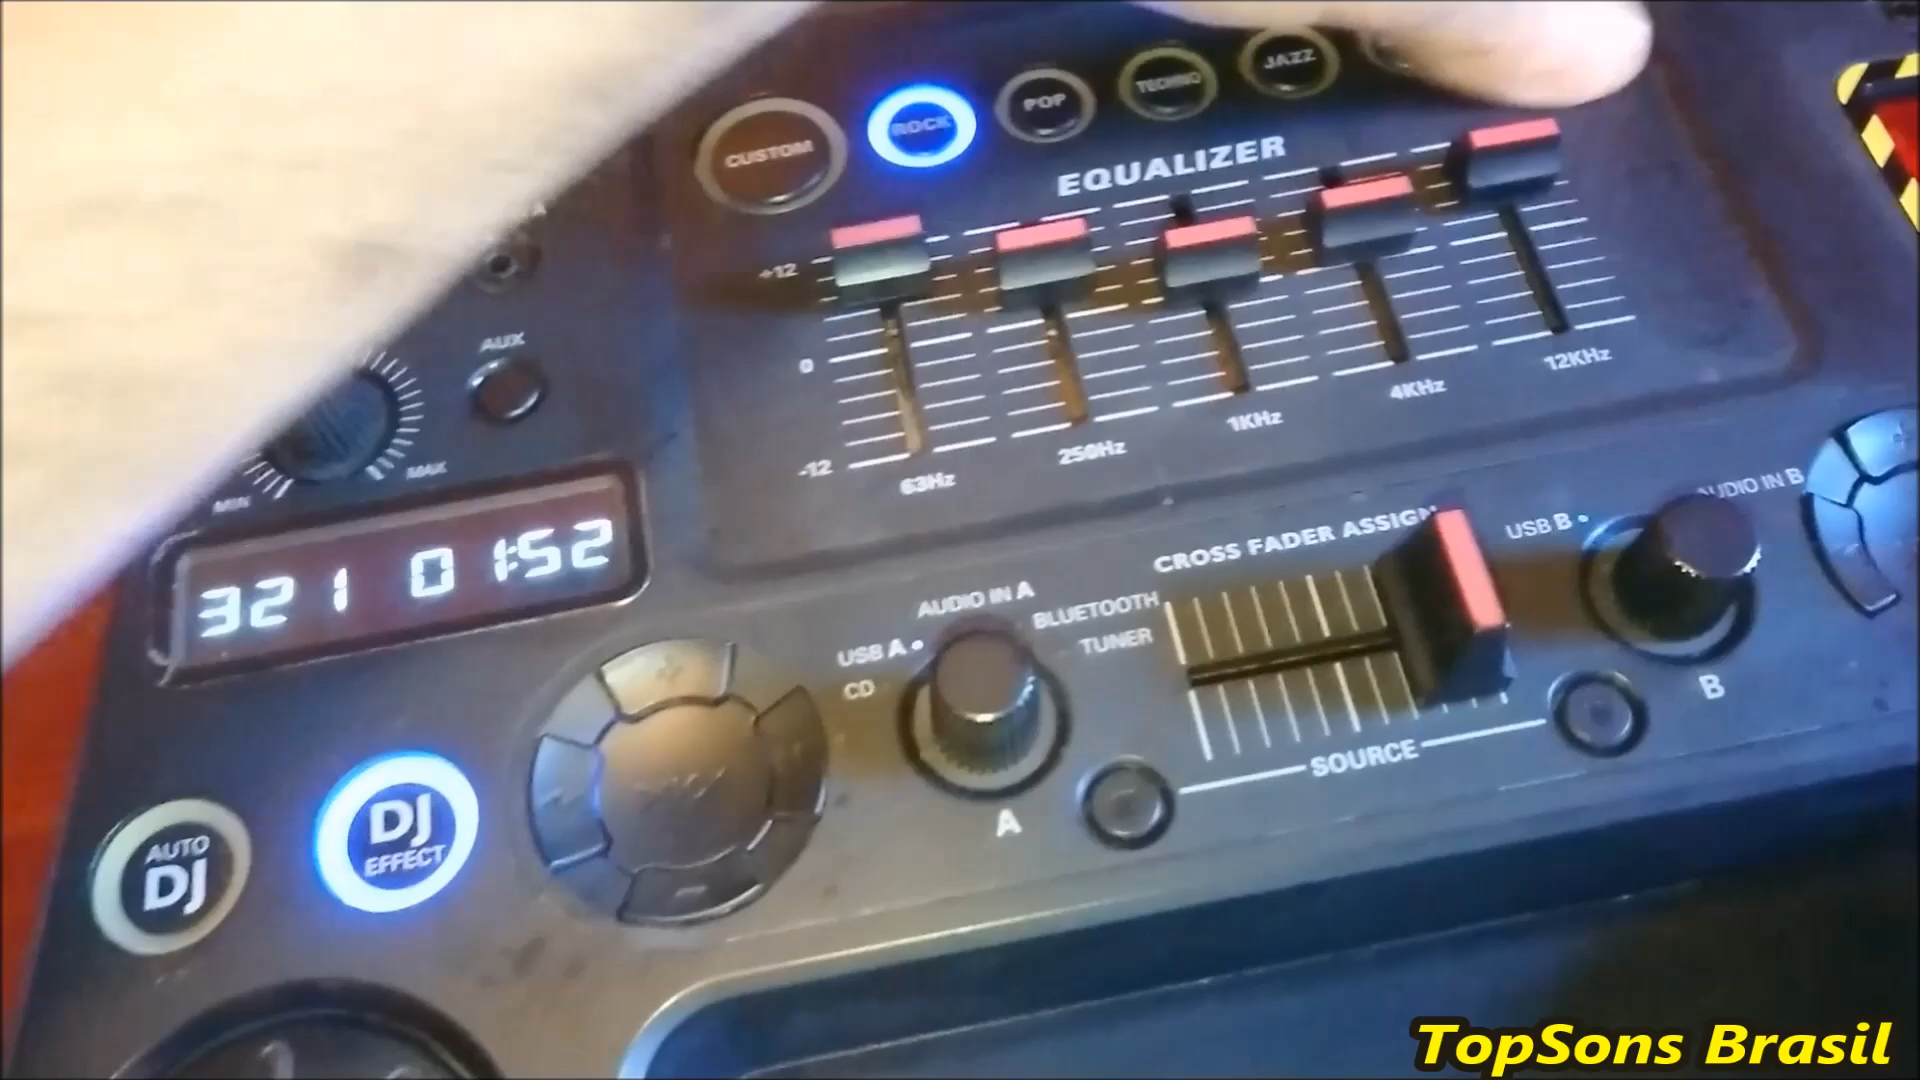 CUSTOM
ROCK
POP
TECHNO
JAZZ
EQUALIZER
+12
0
-12
63Hz
250Hz
1KHz
4KHz
12KHz
AUX
MIN
MAX
321 0 1:52
CROSS FADER ASSIGN
AUDIO IN A
USB A
CD
BLUETOOTH
TUNER
A
SOURCE
USB B
AUDIO IN B
B
AUTO
DJ
DJ
EFFECT
TopSons Brasil